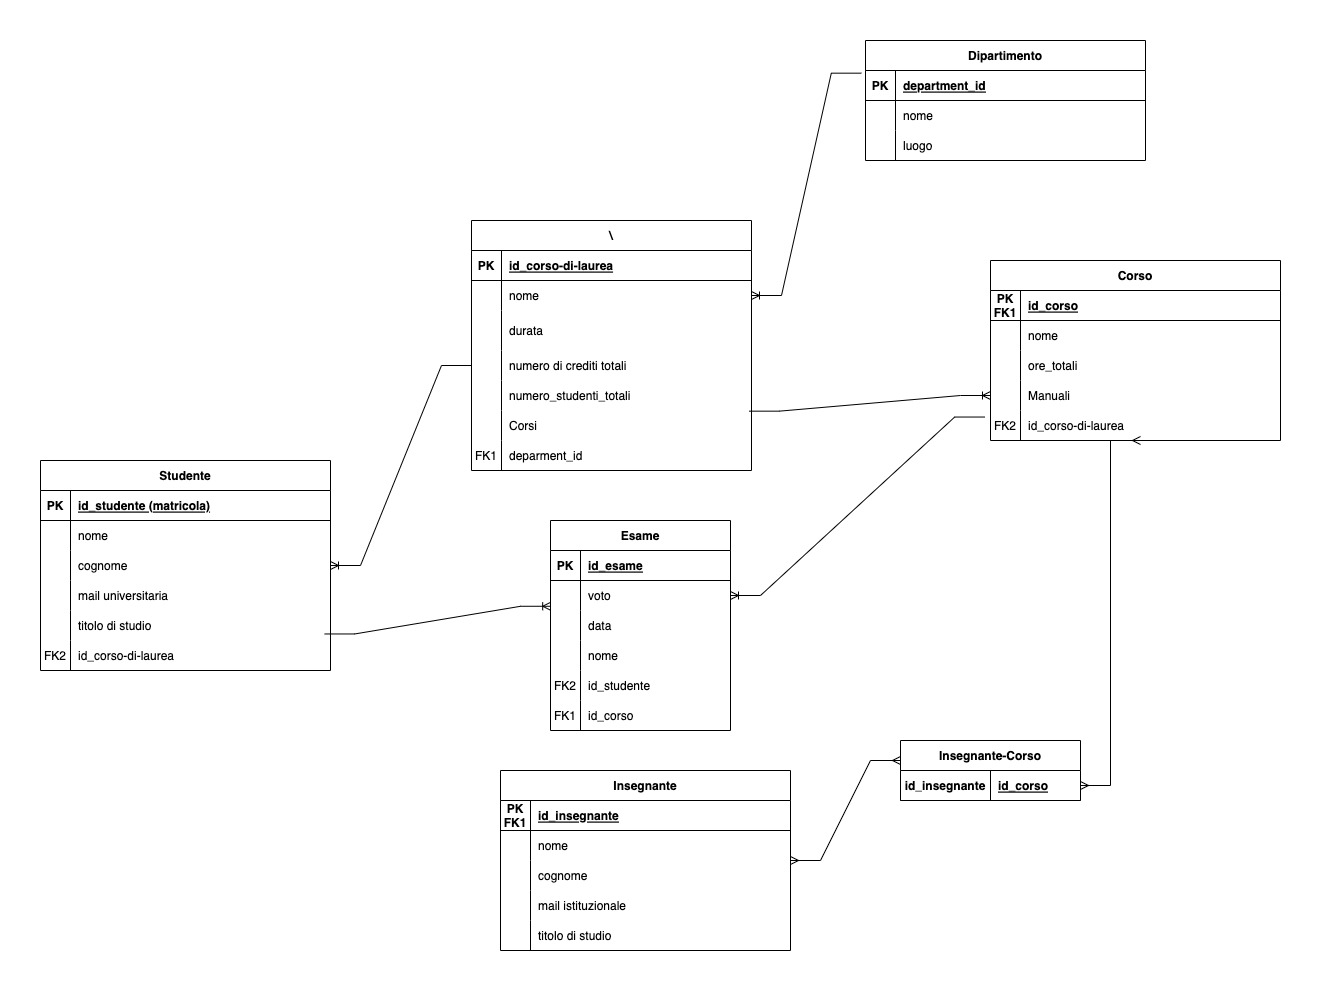 Dipartimento
PK department_id
nome
luogo
\
PK id_corso-di-laurea
nome
durata
numero di crediti totali
numero_studenti_totali
Corsi
FK1 deparment_id
Corso
PK
FK1 id_corso
nome
ore_totali
Manuali
FK2 id_corso-di-laurea
Studente
PK id_studente (matricola)
nome
cognome
mail universitaria
titolo di studio
FK2 id_corso-di-laurea
Esame
PK id_esame
voto
data
nome
FK2 id_studente
FK1 id_corso
Insegnante-Corso
id_insegnante id_corso
Insegnante
PK
FK1 id_insegnante
nome
cognome
mail istituzionale
titolo di studio